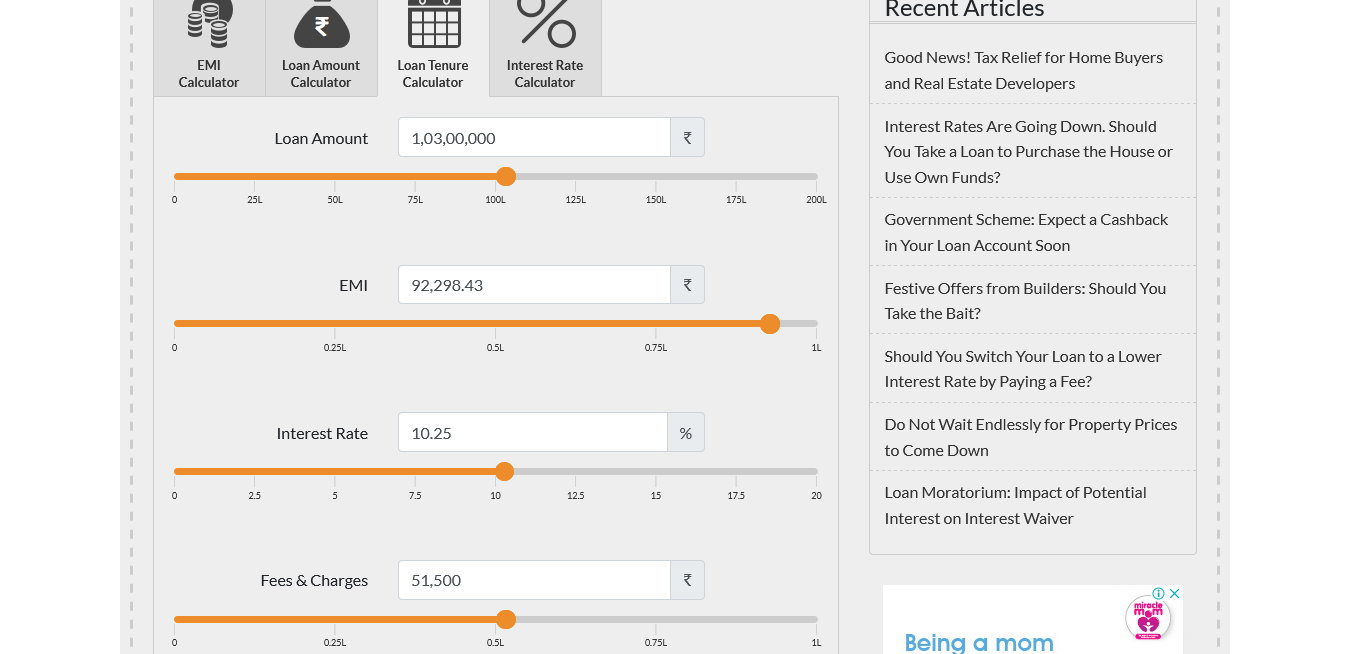 EMI
Calculator
Loan Amount
Calculator
Loan Tenure
Calculator
Interest Rate
Calculator
Loan Amount
1,03,00,000
₹
0 25L 50L 75L 100L 125L 150L 175L 200L
EMI
92,298.43
₹
0 0.25L 0.5L 0.75L 1L
Interest Rate
10.25
%
0 2.5 5 7.5 10 12.5 15 17.5 20
Fees & Charges
51,500
₹
0 0.25L 0.5L 0.75L 1L
Recent Articles
Good News! Tax Relief for Home Buyers
and Real Estate Developers
Interest Rates Are Going Down. Should
You Take a Loan to Purchase the House or
Use Own Funds?
Government Scheme: Expect a Cashback
in Your Loan Account Soon
Festive Offers from Builders: Should You
Take the Bait?
Should You Switch Your Loan to a Lower
Interest Rate by Paying a Fee?
Do Not Wait Endlessly for Property Prices
to Come Down
Loan Moratorium: Impact of Potential
Interest on Interest Waiver
miracle
mom
Being a mom